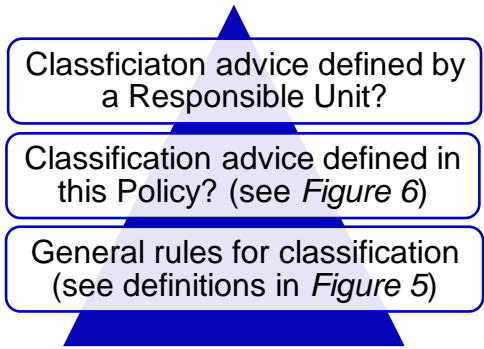 Classficiaton advice defined by
a Responsible Unit?
Classification advice defined in
this Policy? (see Figure 6)
General rules for classification
(see definitions in Figure 5)